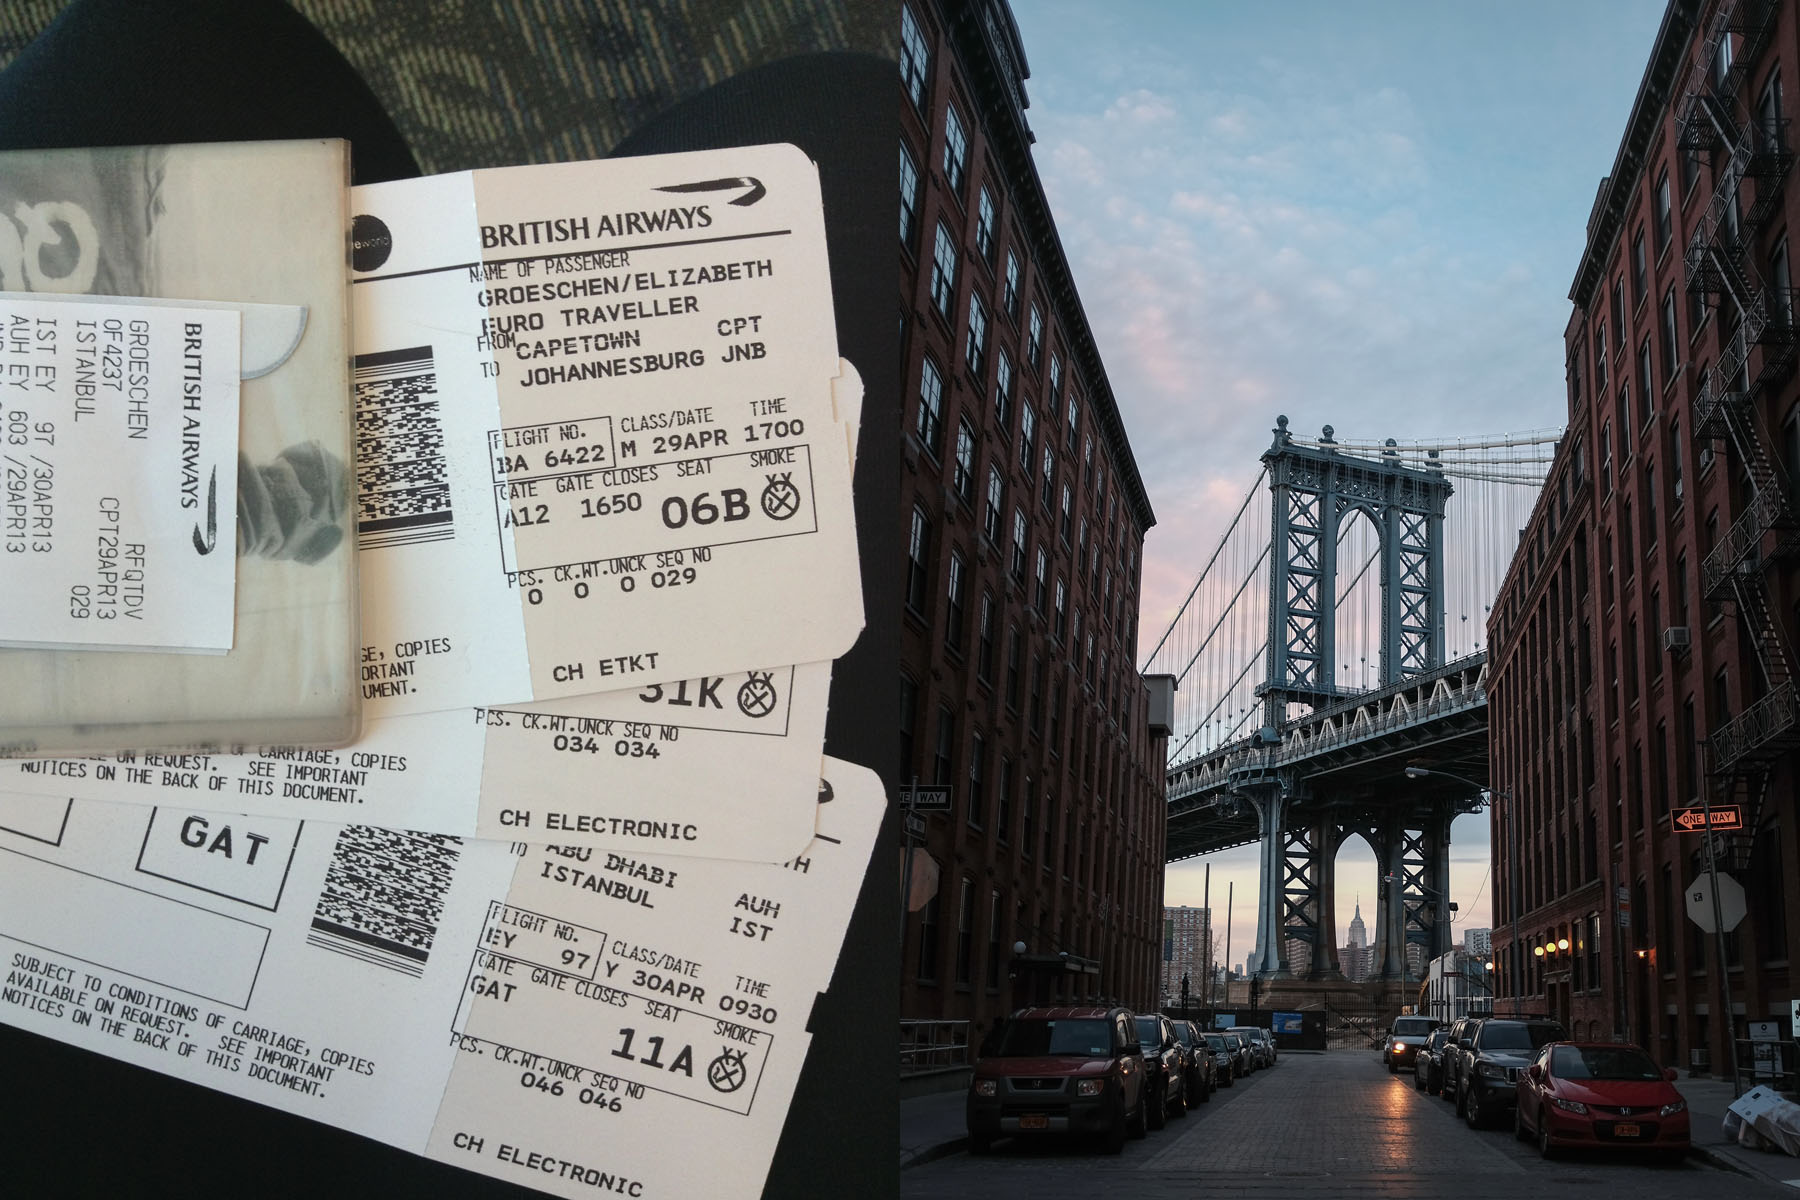 BRITISH AIRWAYS
NAME OF PASSENGER
GROESCHEN/ELIZABETH
EURO TRAVELLER
FROM CAPETOWN CPT
TO JOHANNESBURG JNB
FLIGHT NO. CLASS/DATE TIME
BA 6422 M 29APR 1700
GATE GATE CLOSES SEAT SMOKE
A12 1650 06B
PCS. CK.WT.UNCK SEQ NO
0 0 0 029
CH ETKT
GE, COPIES
ORTANT
UMENT.
BRITISH AIRWAYS
GROESCHEN RFQTDV
OF4237 CPT29APR13
ISTANBUL 029
IST EY 97 /30APR13
AUH EY 603 /29APR13
31K
PCS. CK.WT.UNCK SEQ NO
034 034
CH ELECTRONIC
CARRIAGE, COPIES
ON REQUEST. SEE IMPORTANT
NOTICES ON THE BACK OF THIS DOCUMENT.
GAT
TH
TO ABU DHABI AUH
ISTANBUL IST
FLIGHT NO. CLASS/DATE TIME
EY 97 Y 30APR 0930
GATE GATE CLOSES SEAT SMOKE
GAT 11A
PCS. CK.WT.UNCK SEQ NO
046 046
CH ELECTRONIC
SUBJECT TO CONDITIONS OF CARRIAGE, COPIES
AVAILABLE ON REQUEST. SEE IMPORTANT
NOTICES ON THE BACK OF THIS DOCUMENT.
WAY
ONE WAY